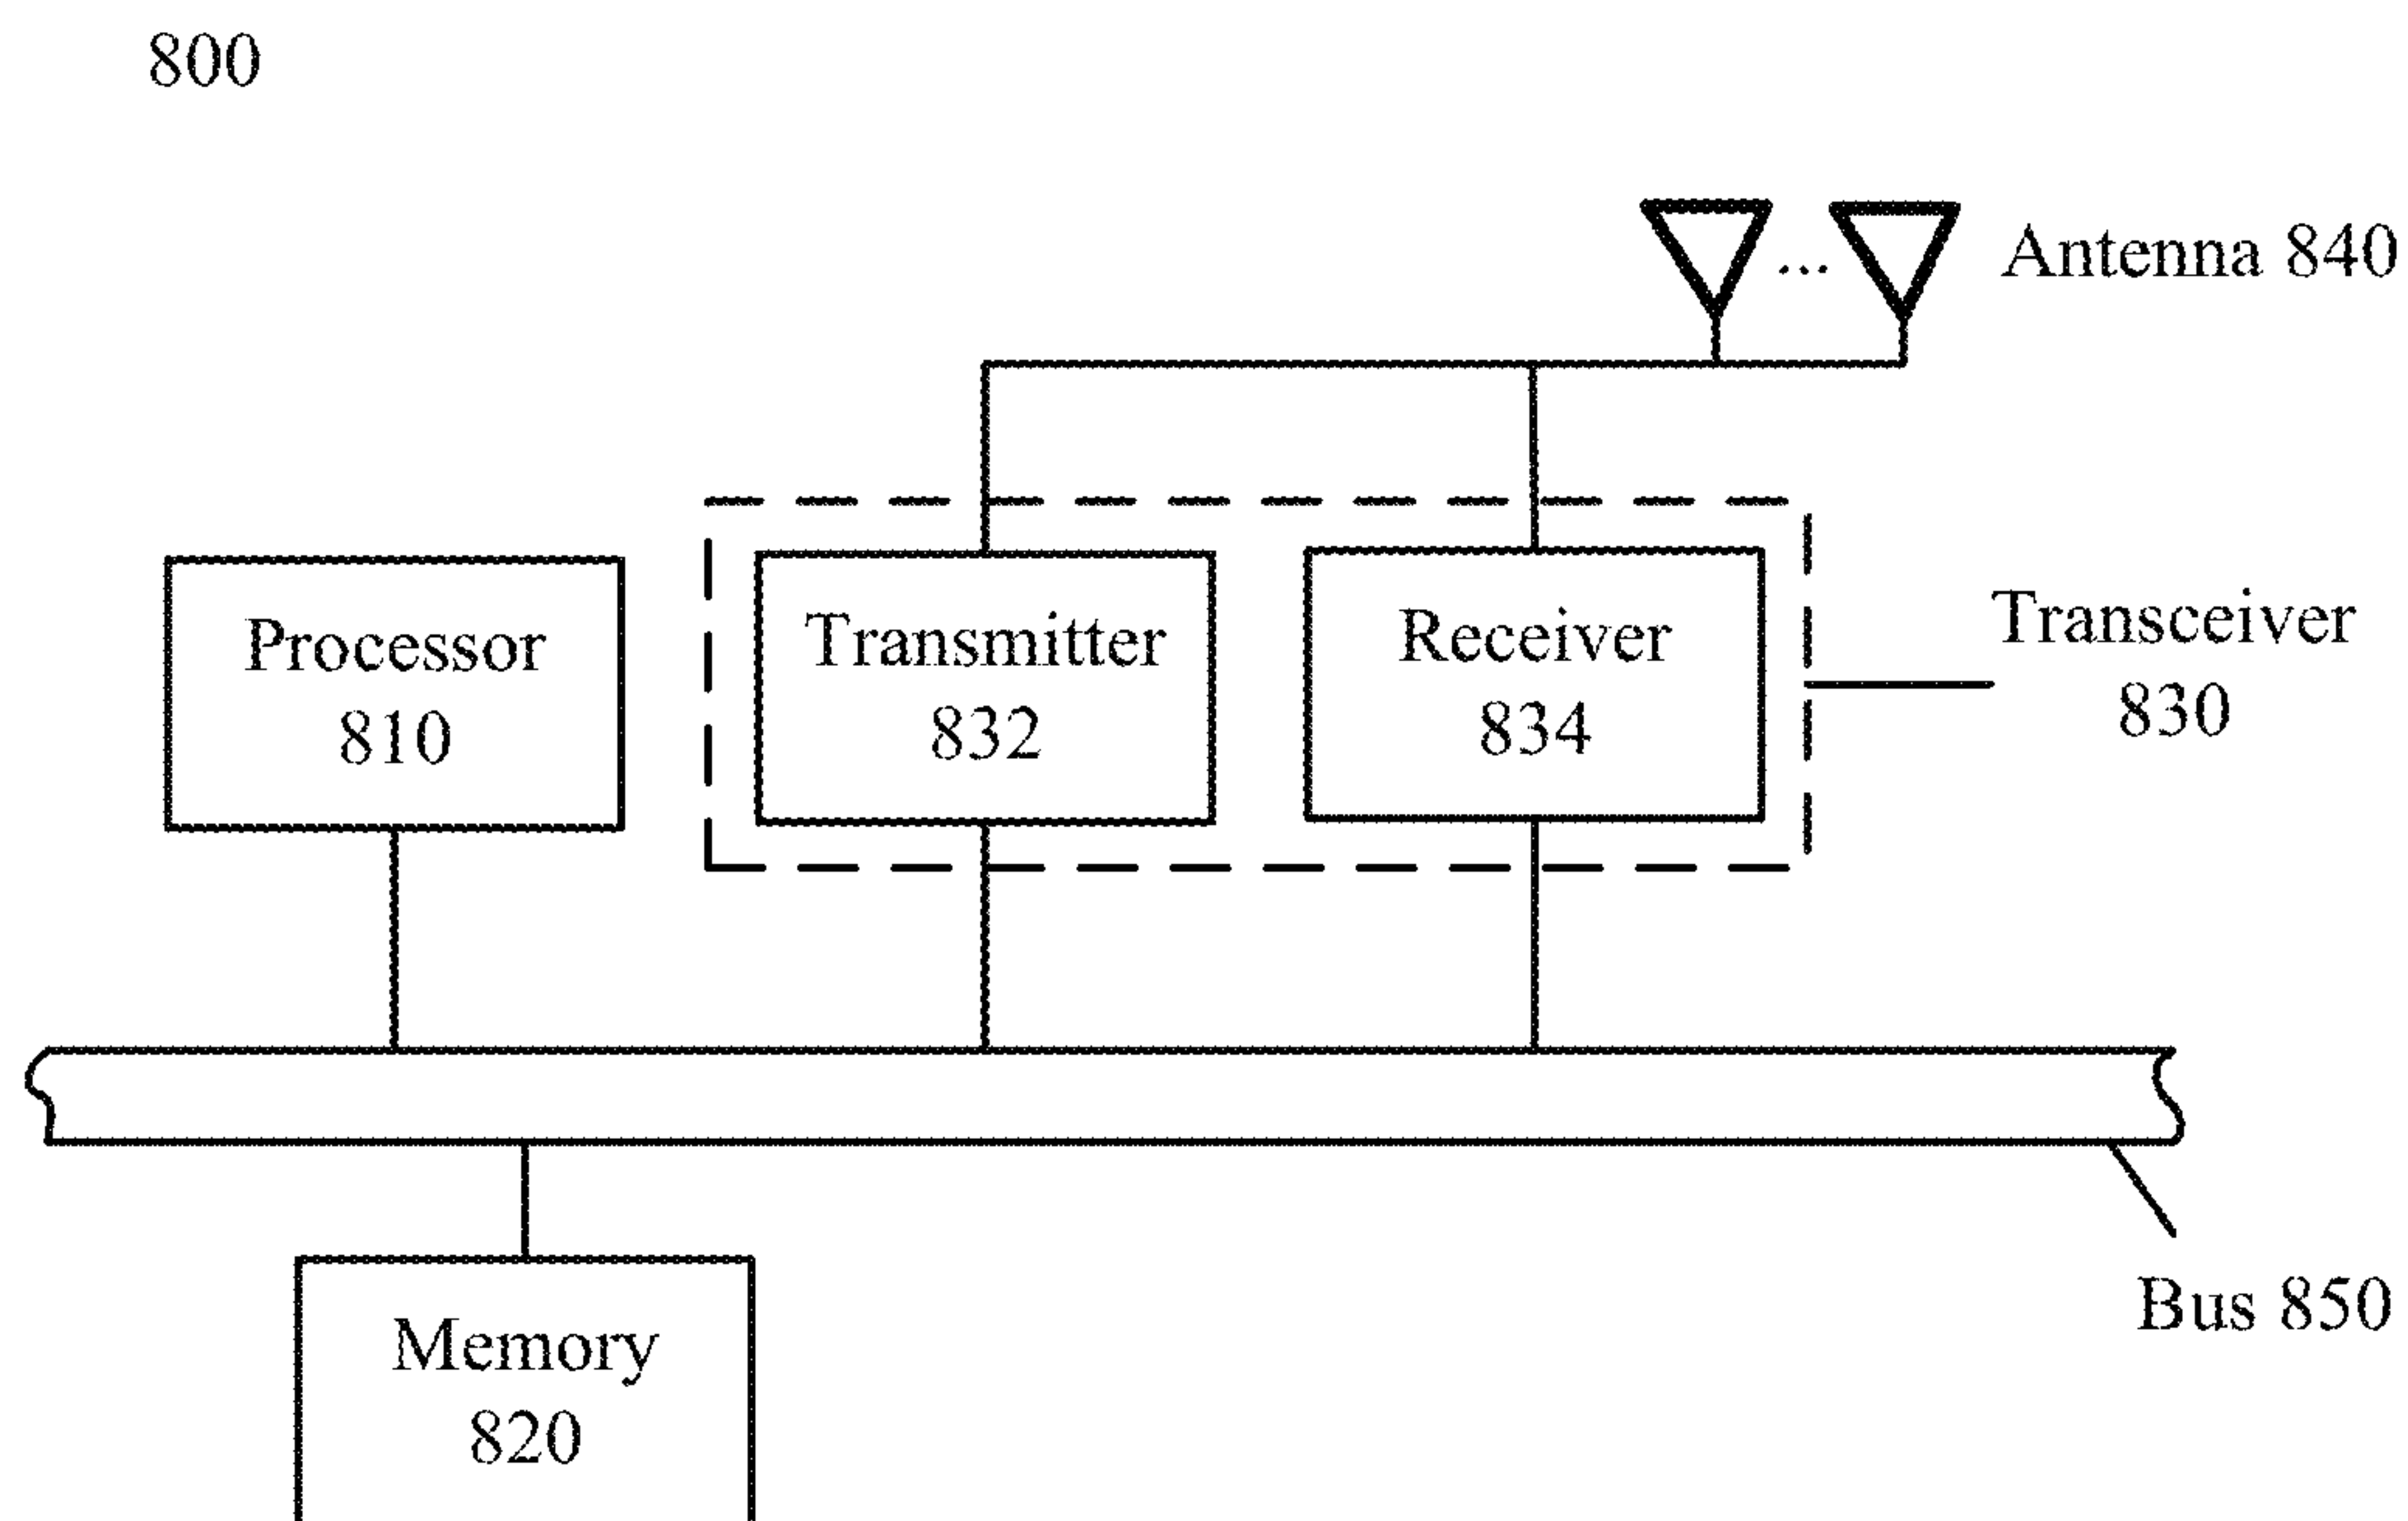 800
Antenna 840
...
Processor
810
Transmitter
832
Receiver
834
Transceiver
830
Bus 850
Memory
820